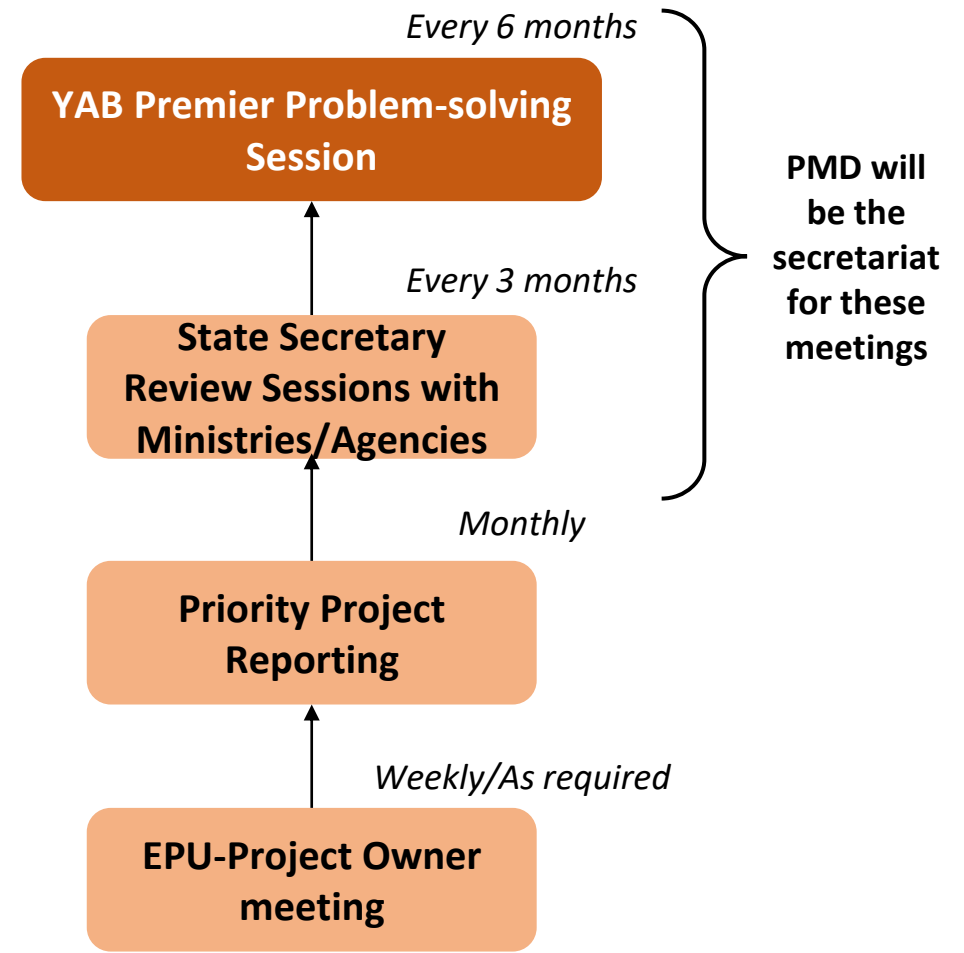 Every 6 months
YAB Premier Problem-solving
Session
PMD will
be the
secretariat
for these
meetings
Every 3 months
State Secretary
Review Sessions with
Ministries/Agencies
Monthly
Priority Project
Reporting
Weekly/As required
EPU-Project Owner
meeting